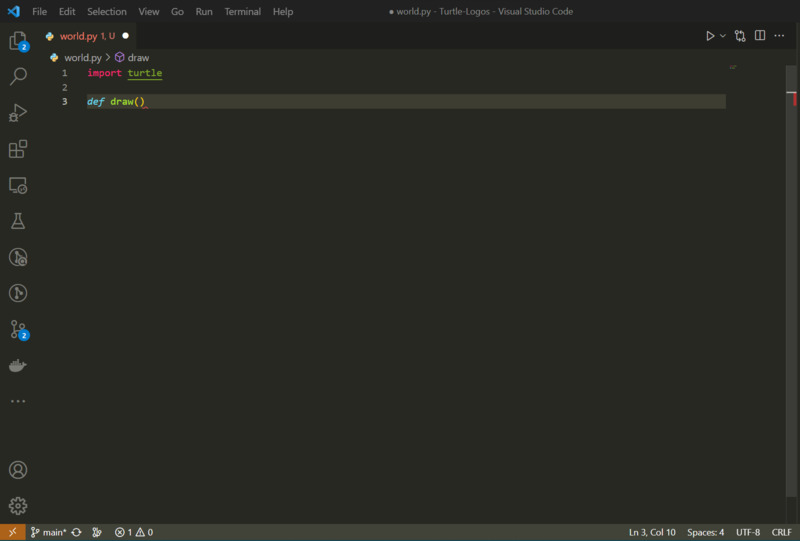 File Edit Selection View Go Run Terminal Help ● world.py - Turtle-Logos - Visual Studio Code
world.py 1, U ●
world.py > draw
1 import turtle
2
3 def draw()
2
2
main* 1 0 Ln 3, Col 10 Spaces: 4 UTF-8 CRLF